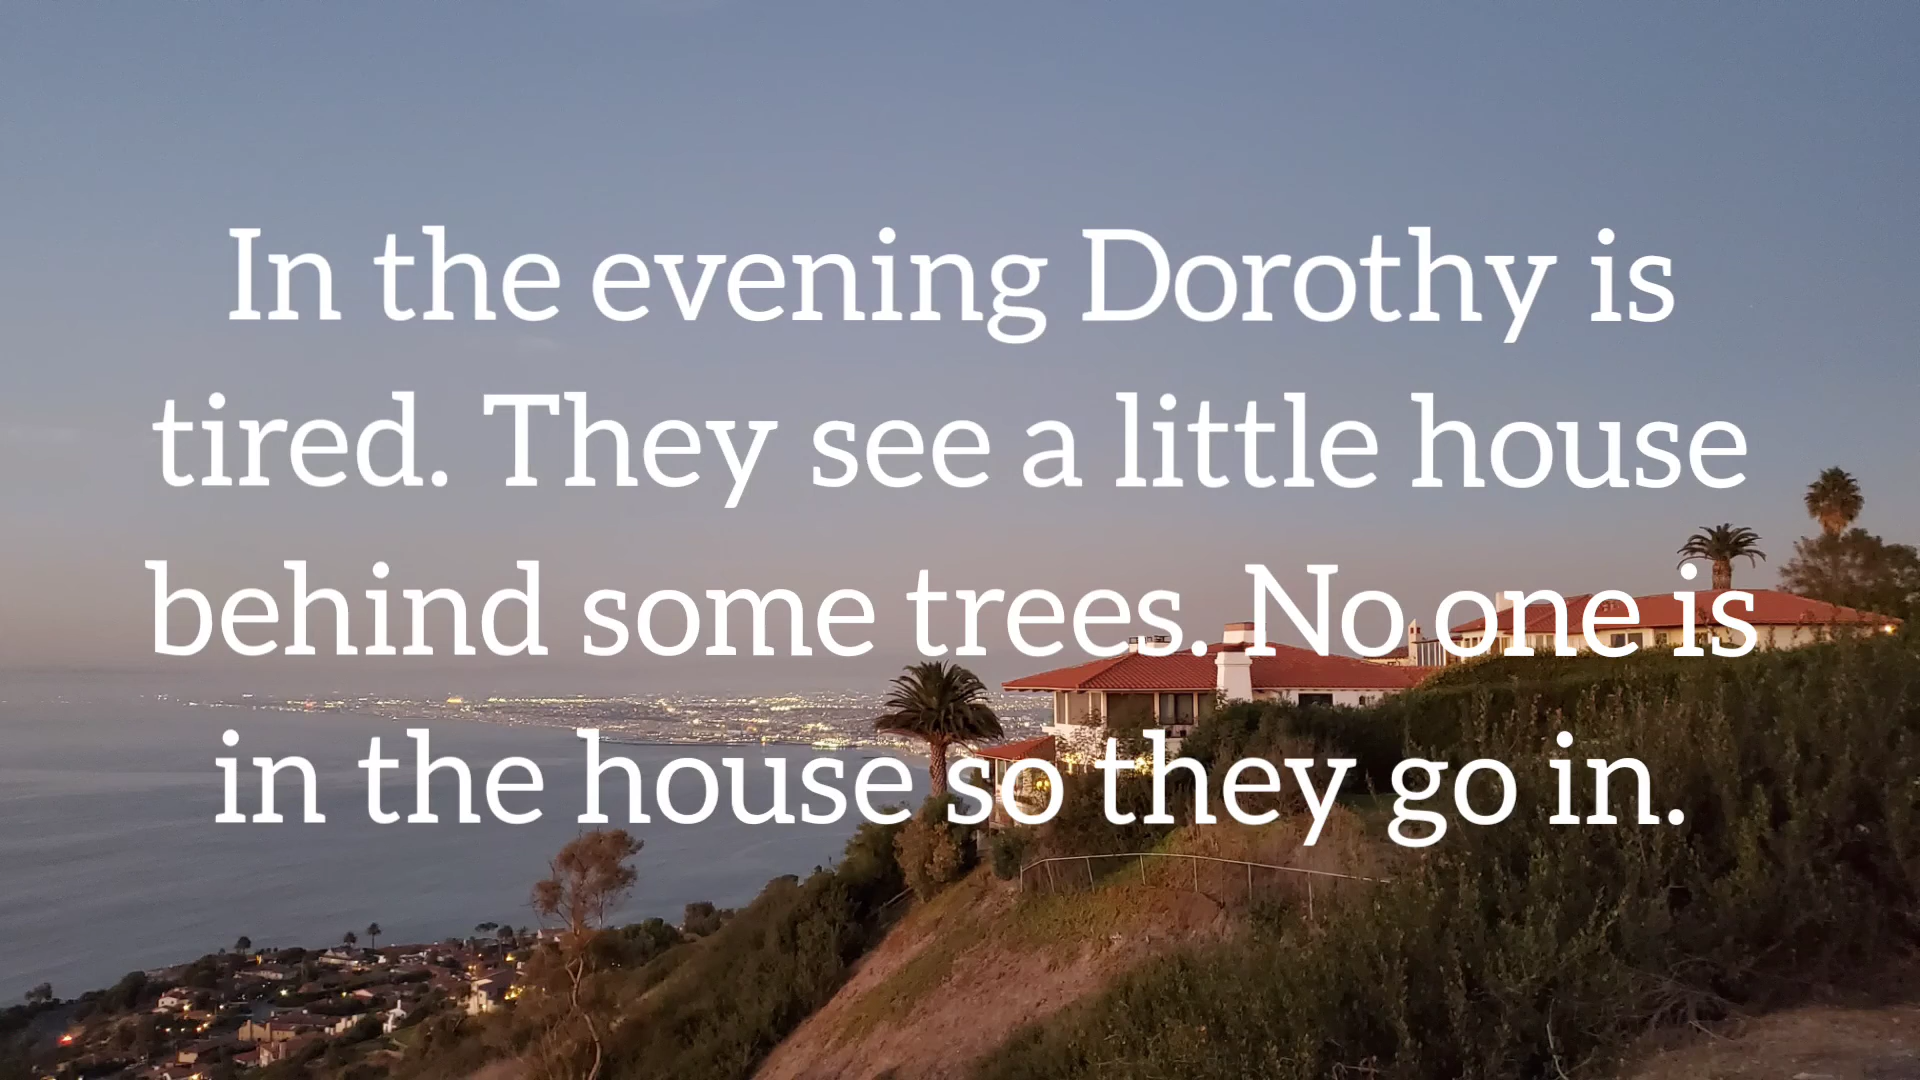 In the evening Dorothy is
tired. They see a little house
behind some trees. No one is
in the house so they go in.